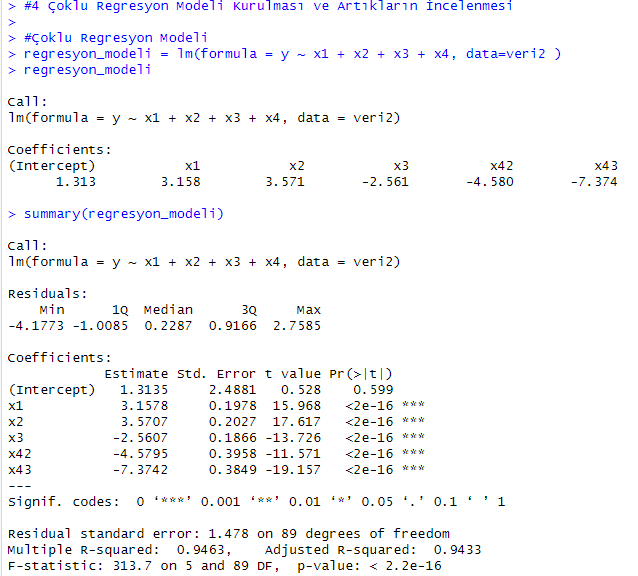 > #4 Çoklu Regresyon Modeli Kurulması ve Artıkların İncelenmesi
>
> #Çoklu Regresyon Modeli
> regresyon_modeli = lm(formula = y ~ x1 + x2 + x3 + x4, data=veri2 )
> regresyon_modeli
Call:
lm(formula = y ~ x1 + x2 + x3 + x4, data = veri2)
Coefficients:
(Intercept)           x1           x2           x3          x42          x43
      1.313        3.158        3.571       -2.561       -4.580       -7.374
> summary(regresyon_modeli)
Call:
lm(formula = y ~ x1 + x2 + x3 + x4, data = veri2)
Residuals:
    Min      1Q  Median      3Q     Max
-4.1773 -1.0085  0.2287  0.9166  2.7585
Coefficients:
            Estimate Std. Error t value Pr(>|t|)
(Intercept)   1.3135     2.4881   0.528    0.599
x1            3.1578     0.1978  15.968   <2e-16 ***
x2            3.5707     0.2027  17.617   <2e-16 ***
x3           -2.5607     0.1866 -13.726   <2e-16 ***
x42          -4.5795     0.3958 -11.571   <2e-16 ***
x43          -7.3742     0.3849 -19.157   <2e-16 ***
---
Signif. codes:  0 ‘***’ 0.001 ‘**’ 0.01 ‘*’ 0.05 ‘.’ 0.1 ‘ ’ 1
Residual standard error: 1.478 on 89 degrees of freedom
Multiple R-squared:  0.9463,    Adjusted R-squared:  0.9433
F-statistic: 313.7 on 5 and 89 DF,  p-value: < 2.2e-16